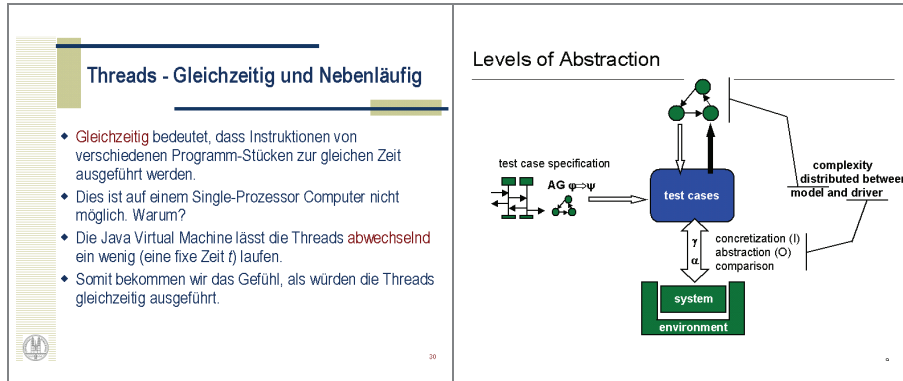 Threads - Gleichzeitig und Nebenläufig
Gleichzeitig bedeutet, dass Instruktionen von
verschiedenen Programm-Stücken zur gleichen Zeit
ausgeführt werden.
Dies ist auf einem Single-Prozessor Computer nicht
möglich. Warum?
Die Java Virtual Machine lässt die Threads abwechselnd
ein wenig (eine fixe Zeit t) laufen.
Somit bekommen wir das Gefühl, als würden die Threads
gleichzeitig ausgeführt.
Levels of Abstraction
test case specification
AG φ⇒ψ
test cases
complexity
distributed between
model and driver
γ
α
concretization (I)
abstraction (O)
comparison
system
environment